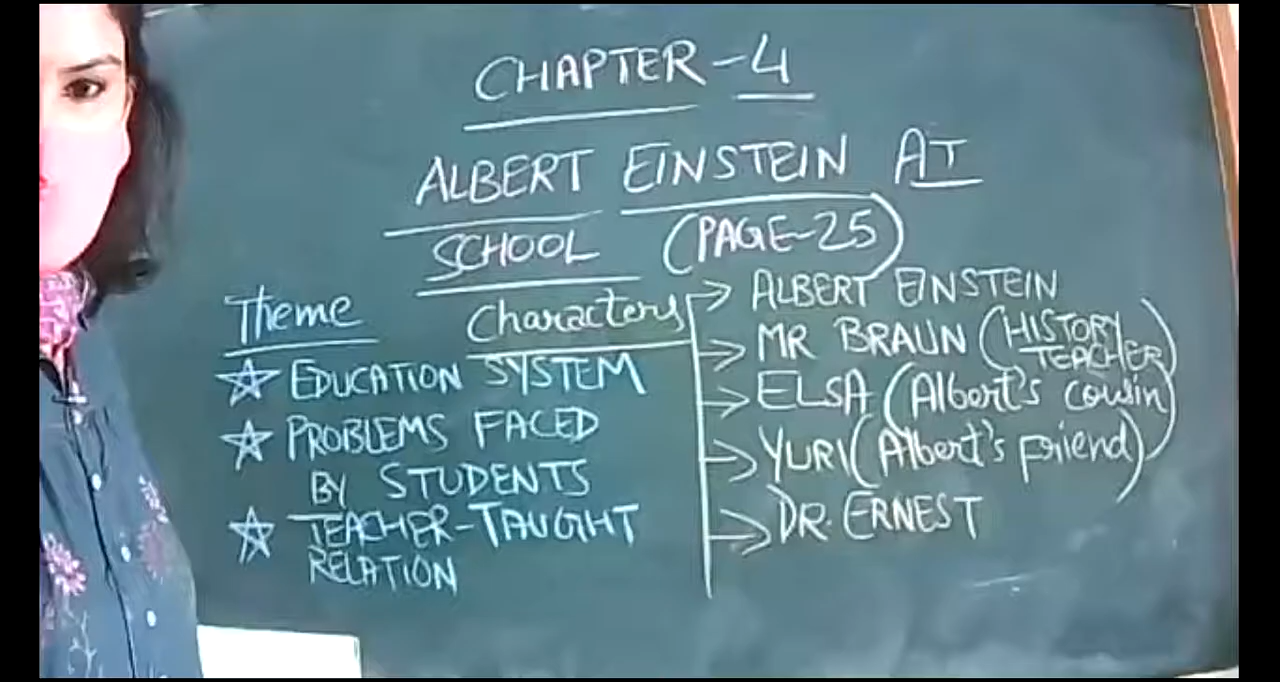 CHAPTER-4
ALBERT EINSTEIN AT
SCHOOL (PAGE-25)
Theme
☆ EDUCATION SYSTEM
☆ PROBLEMS FACED
BY STUDENTS
☆ TEACHER-TAUGHT
RELATION
Characters
→ ALBERT EINSTEIN
→ MR BRAUN (HISTORY
TEACHER)
→ ELSA (Albert's cousin)
→ YURI (Albert's friend)
→ DR. ERNEST